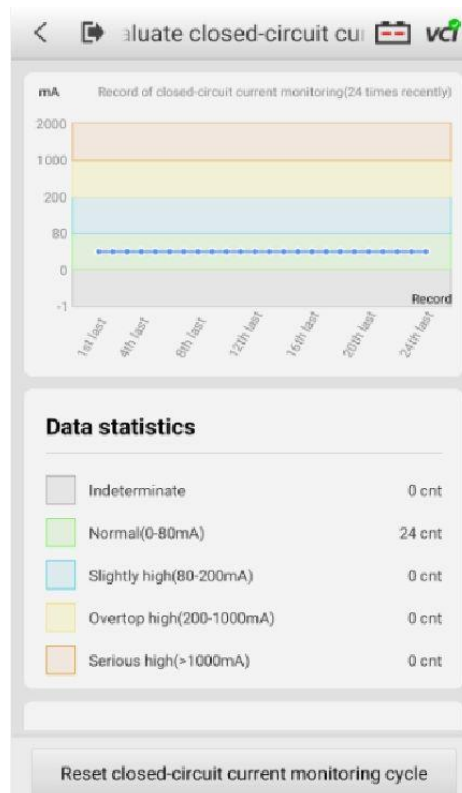 aluate closed-circuit cur
VCI
mA Record of closed-circuit current monitoring(24 times recently)
2000
1000
200
80
0
-1
Record
1st last 4th last 8th last 12th last 16th last 20th last 24th last
Data statistics
Indeterminate 0 cnt
Normal(0-80mA) 24 cnt
Slightly high(80-200mA) 0 cnt
Overtop high(200-1000mA) 0 cnt
Serious high(>1000mA) 0 cnt
Reset closed-circuit current monitoring cycle